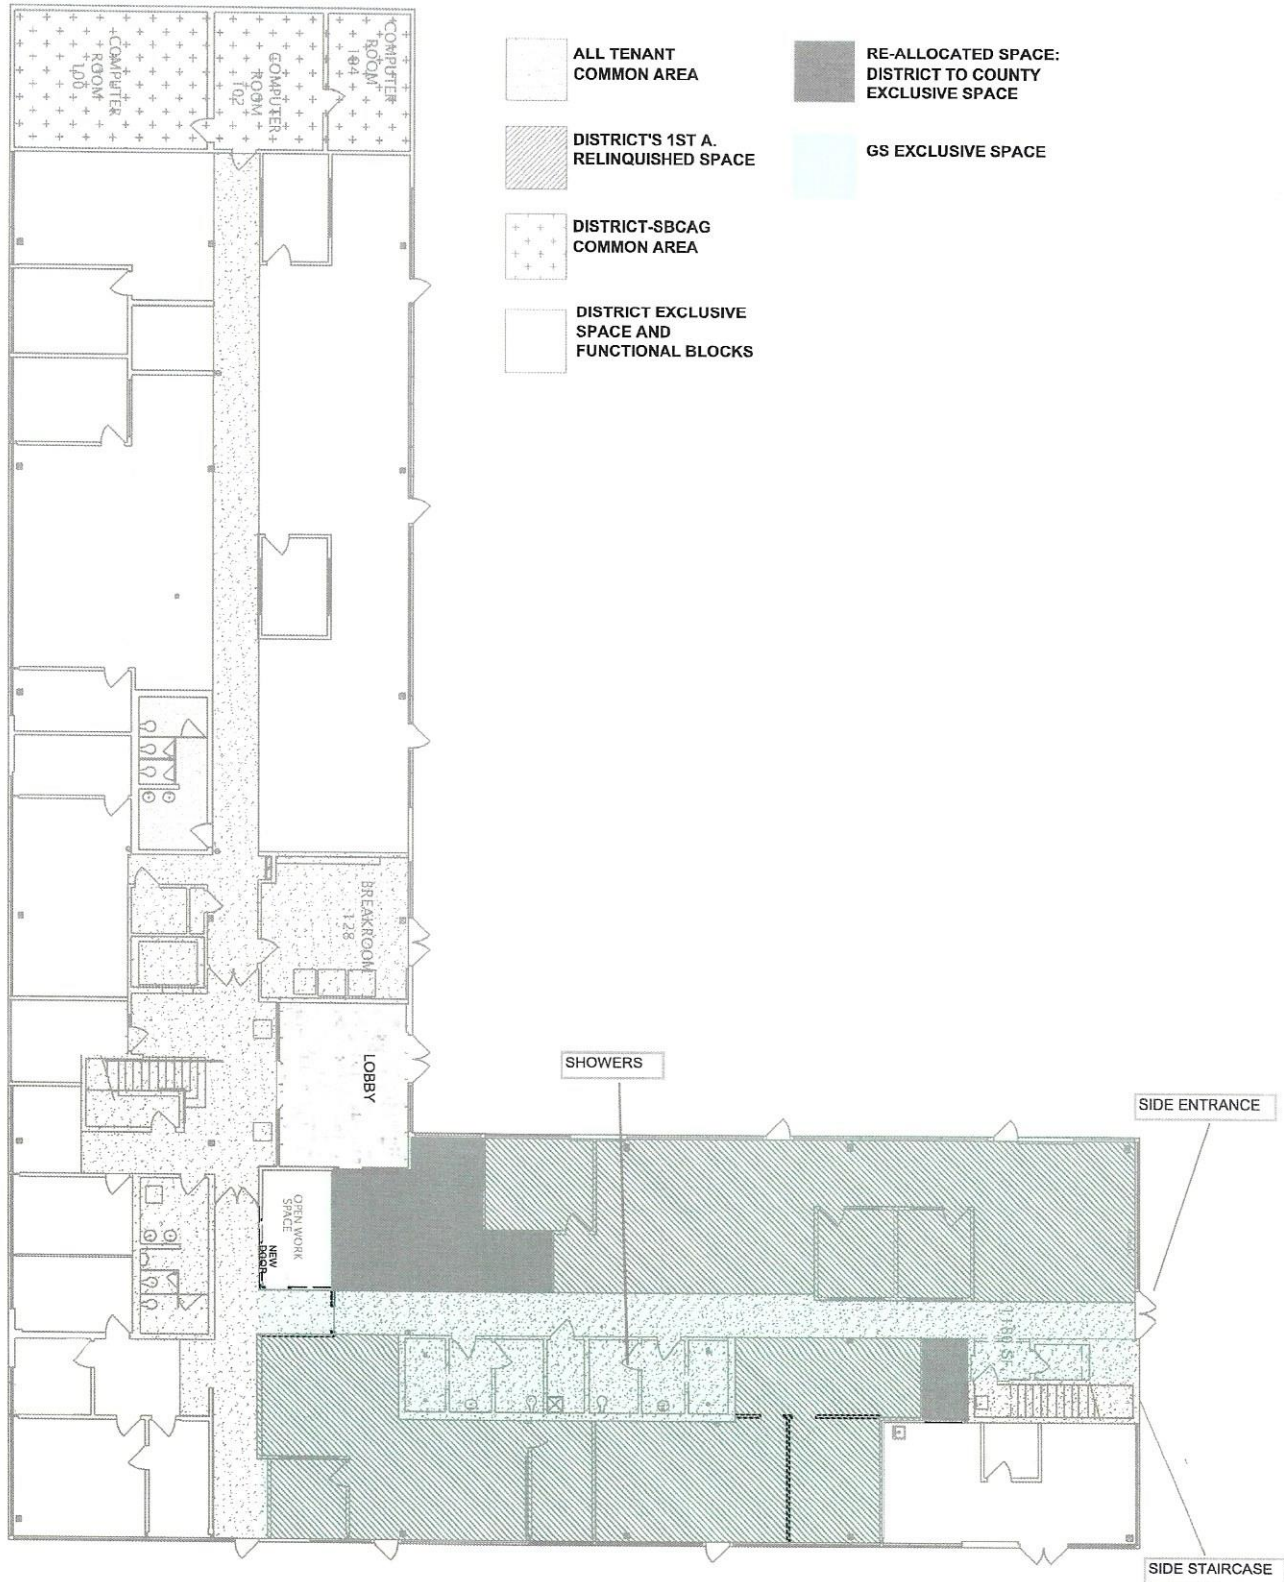 COMPUTER
ROOM
100
COMPUTER
ROOM
102
COMPUTER
ROOM
104
ALL TENANT
COMMON AREA
DISTRICT'S 1ST A.
RELINQUISHED SPACE
DISTRICT-SBCAG
COMMON AREA
DISTRICT EXCLUSIVE
SPACE AND
FUNCTIONAL BLOCKS
RE-ALLOCATED SPACE:
DISTRICT TO COUNTY
EXCLUSIVE SPACE
GS EXCLUSIVE SPACE
BREAKROOM
128
LOBBY
SHOWERS
SIDE ENTRANCE
OPEN WORK
SPACE
NEW
DOOR
SF
SIDE STAIRCASE